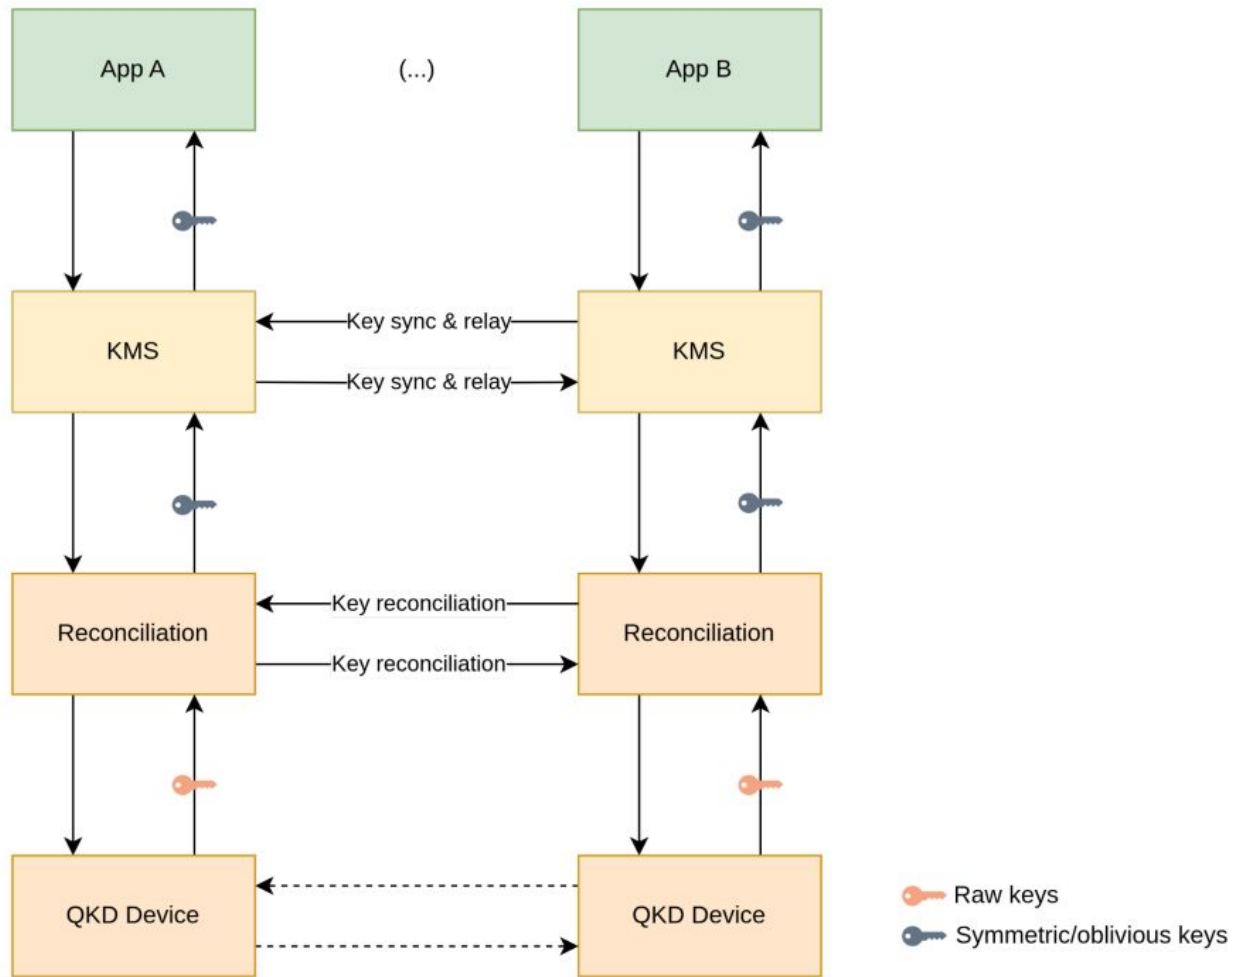 App A
(...)
App B
KMS
Key sync & relay
Key sync & relay
KMS
Reconciliation
Key reconciliation
Key reconciliation
Reconciliation
QKD Device
QKD Device
Raw keys
Symmetric/oblivious keys